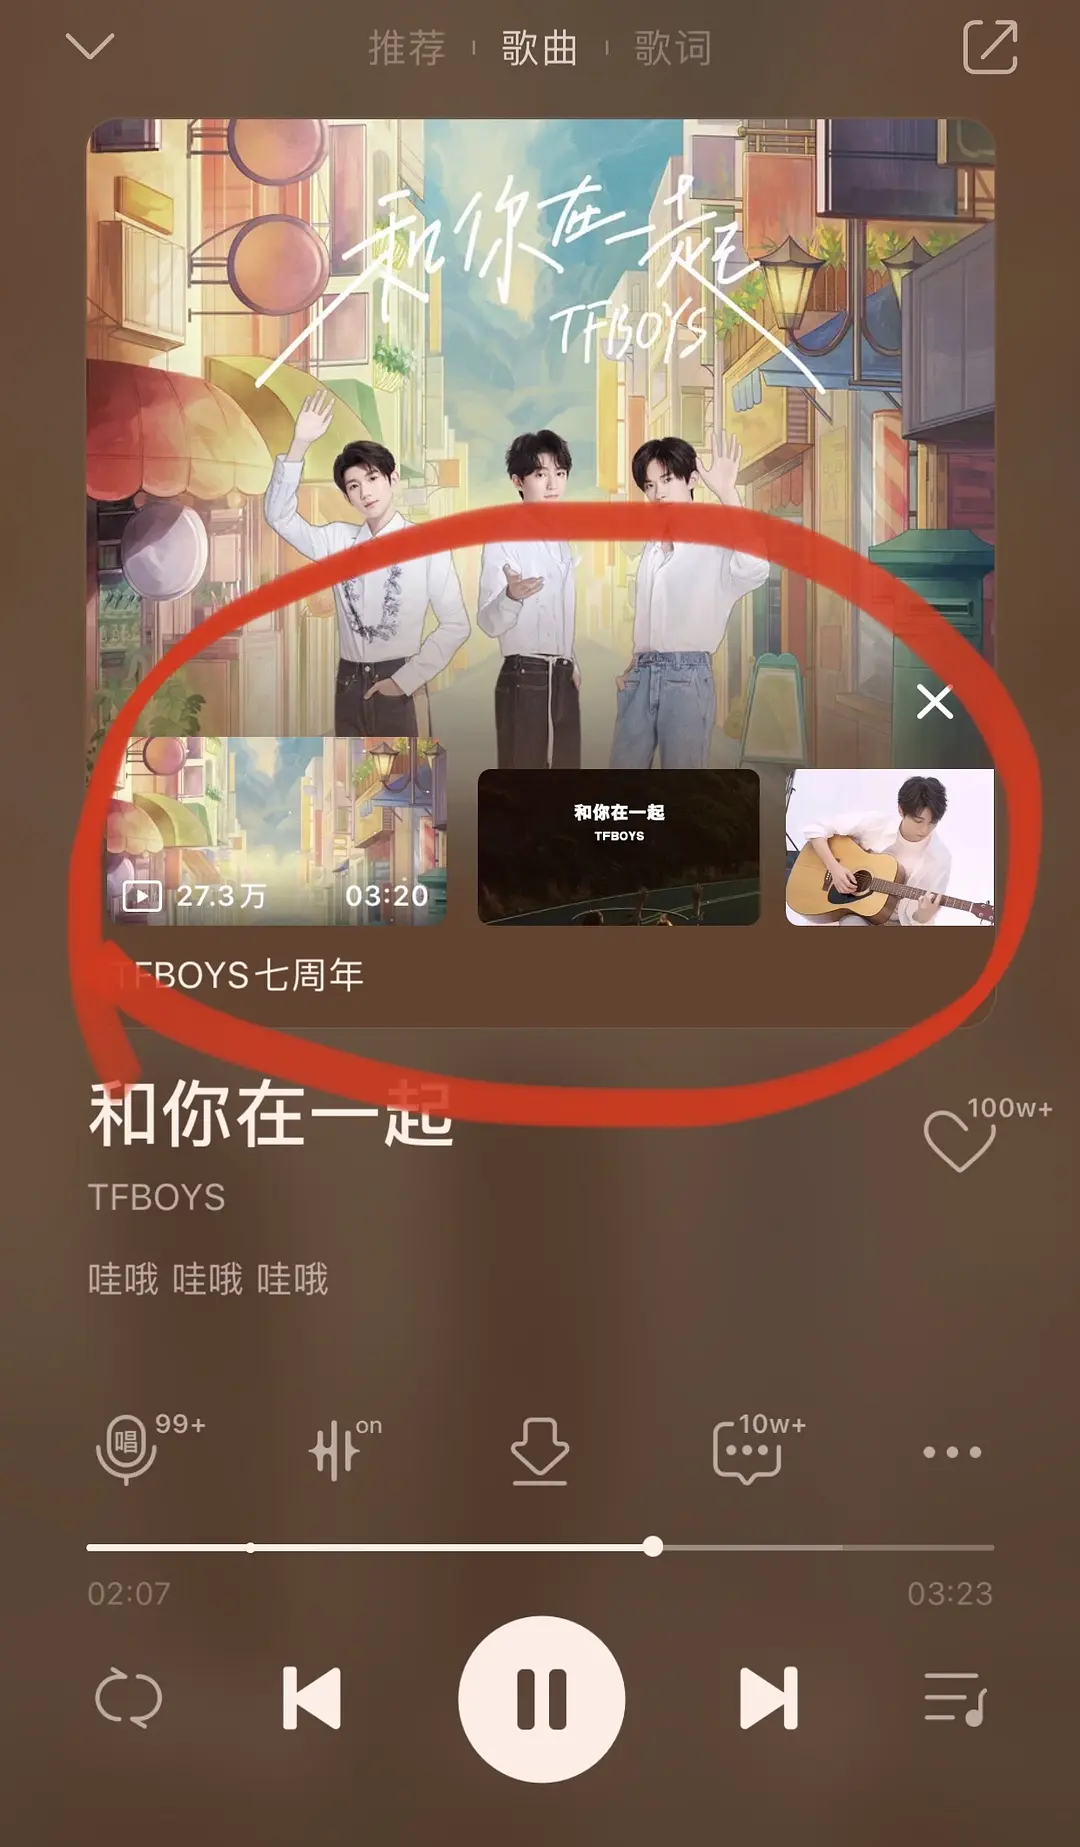 推荐
歌曲
歌词
和你在一起
TFBOYS
和你在一起
TFBOYS
27.3万
03:20
TFBOYS七周年
和你在一起
100w+
TFBOYS
哇哦 哇哦 哇哦
唱
99+
on
10w+
02:07
03:23